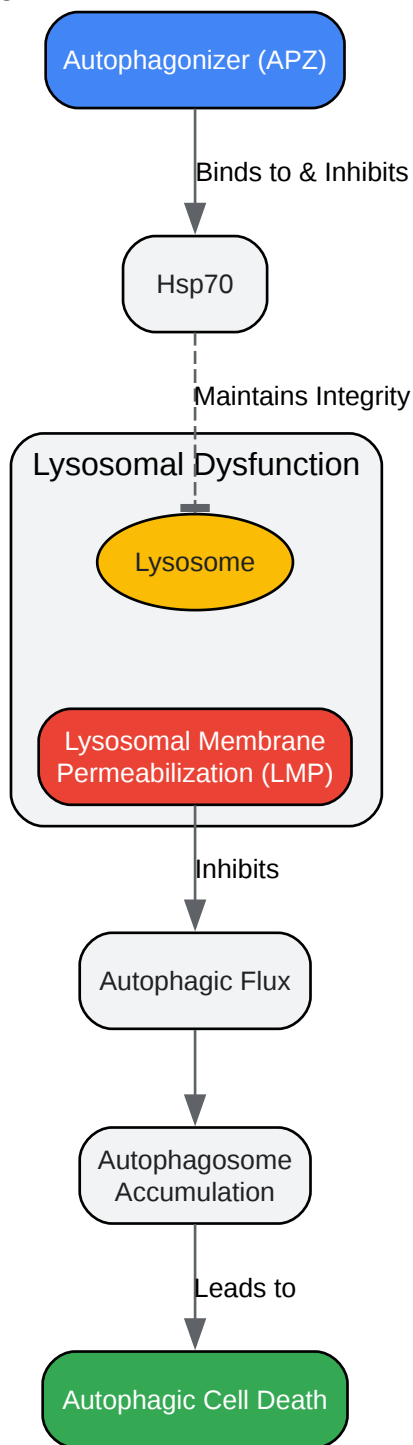 Autophagonizer (APZ)
Binds to & Inhibits
Hsp70
Maintains Integrity
Lysosomal Dysfunction
Lysosome
Lysosomal Membrane
Permeabilization (LMP)
Inhibits
Autophagic Flux
Autophagosome
Accumulation
Leads to
Autophagic Cell Death